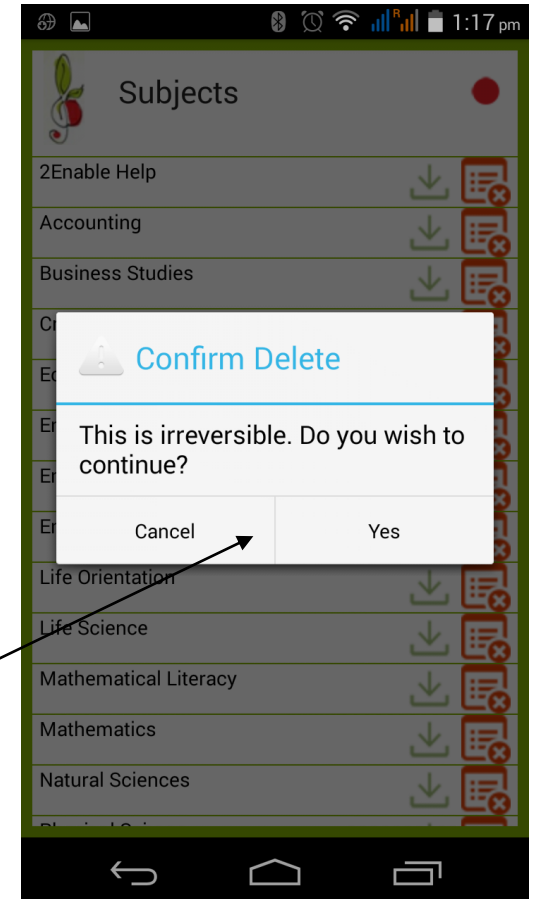 R
1:17 pm
Subjects
2Enable Help
Accounting
Business Studies
Confirm Delete
This is irreversible. Do you wish to
continue?
Cancel
Yes
Life Orientation
Life Science
Mathematical Literacy
Mathematics
Natural Sciences